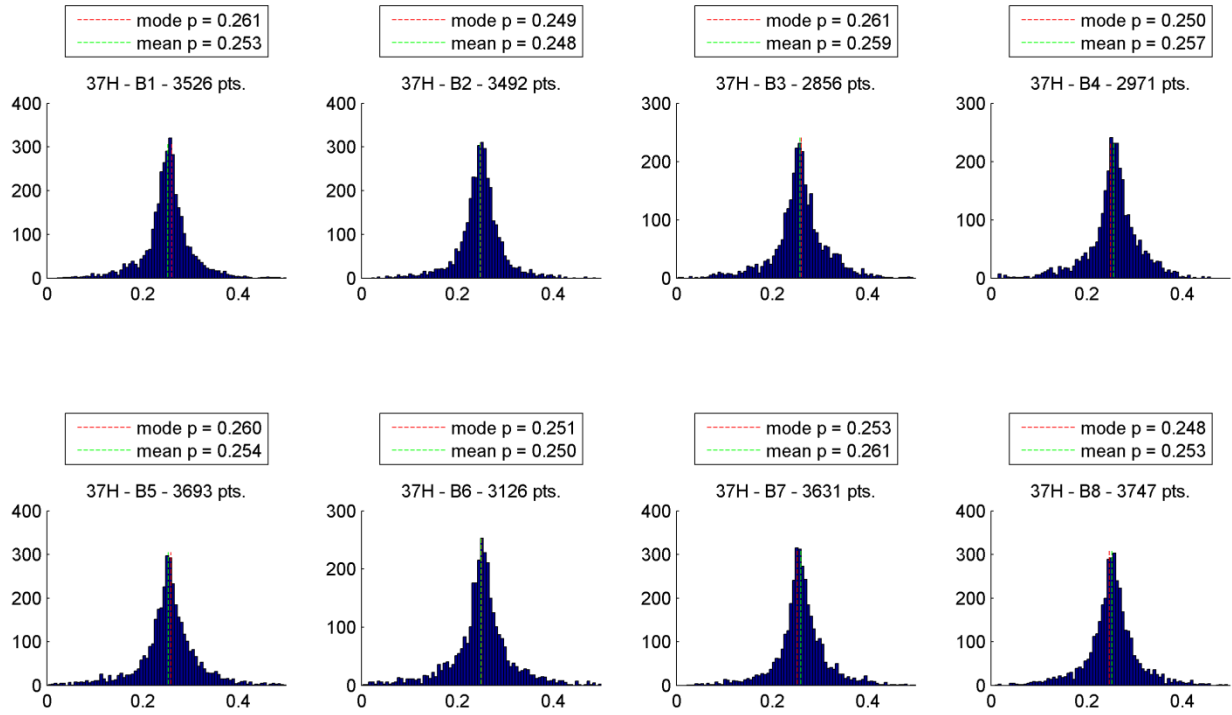 mode p = 0.261
mean p = 0.253
37H - B1 - 3526 pts.
400
300
200
100
0
0 0.2 0.4
mode p = 0.249
mean p = 0.248
37H - B2 - 3492 pts.
400
300
200
100
0
0 0.2 0.4
mode p = 0.261
mean p = 0.259
37H - B3 - 2856 pts.
300
200
100
0
0 0.2 0.4
mode p = 0.250
mean p = 0.257
37H - B4 - 2971 pts.
300
200
100
0
0 0.2 0.4
mode p = 0.260
mean p = 0.254
37H - B5 - 3693 pts.
400
300
200
100
0
0 0.2 0.4
mode p = 0.251
mean p = 0.250
37H - B6 - 3126 pts.
300
200
100
0
0 0.2 0.4
mode p = 0.253
mean p = 0.261
37H - B7 - 3631 pts.
400
300
200
100
0
0 0.2 0.4
mode p = 0.248
mean p = 0.253
37H - B8 - 3747 pts.
400
300
200
100
0
0 0.2 0.4